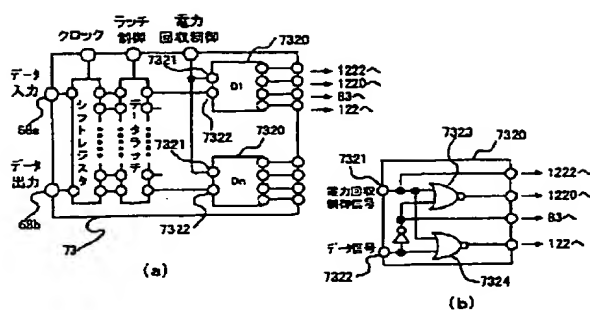 クロック
ラッチ
制御
電力
回収制御
7320
データ
入力
7321
D1
1222へ
1220へ
83へ
122へ
68a
シフトレジスタ
データラッチ
7322
7321
7320
データ
出力
Dn
68b
7322
73
(a)
7323
7320
7321
1222へ
電力回収
制御信号
1220へ
83へ
データ信号
122へ
7322
7324
(b)